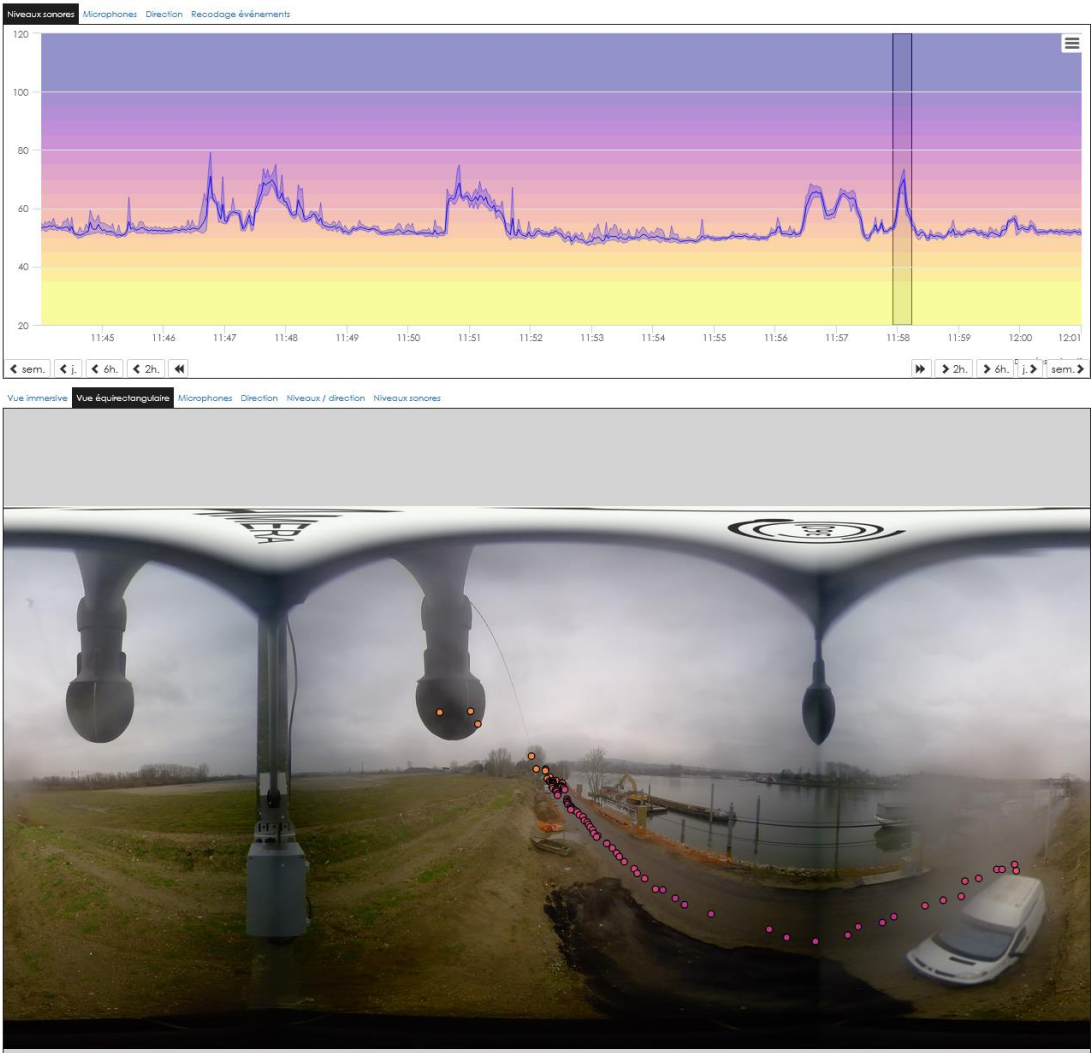 Niveaux sonores Microphones Direction Recodage événements
120
100
80
60
40
20
11:45 11:46 11:47 11:48 11:49 11:50 11:51 11:52 11:53 11:54 11:55 11:56 11:57 11:58 11:59 12:00 12:01
sem. j. 6h. 2h. 2h. 6h. j. sem.
Vue immersive Vue équirectangulaire Microphones Direction Niveaux / direction Niveaux sonores